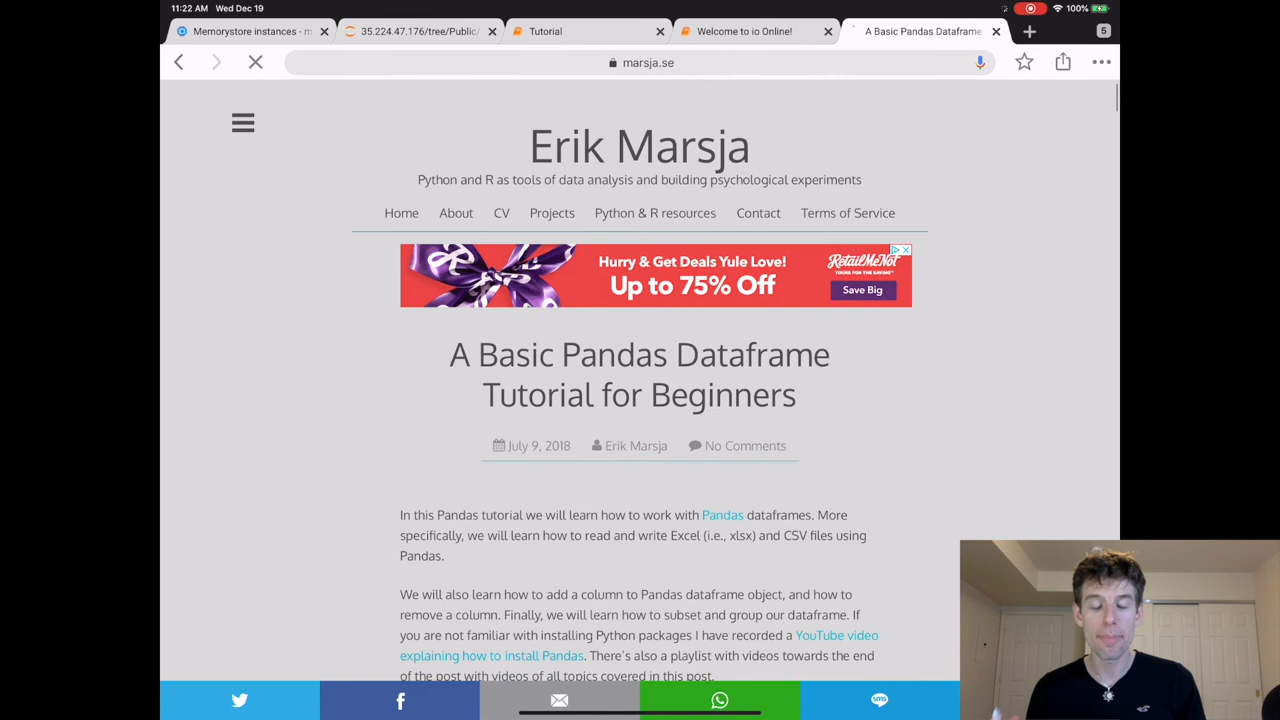 11:22 AM Wed Dec 19
100%
Memorystore instances - m
35.224.47.176/tree/Public/
Tutorial
Welcome to io Online!
A Basic Pandas Dataframe
5
marsja.se
Erik Marsja
Python and R as tools of data analysis and building psychological experiments
Home About CV Projects Python & R resources Contact Terms of Service
Hurry & Get Deals Yule Love!
Up to 75% Off
RetailMeNot
YOURS FOR THE SAVING
Save Big
A Basic Pandas Dataframe
Tutorial for Beginners
July 9, 2018 Erik Marsja No Comments
In this Pandas tutorial we will learn how to work with Pandas dataframes. More
specifically, we will learn how to read and write Excel (i.e., xlsx) and CSV files using
Pandas.
We will also learn how to add a column to Pandas dataframe object, and how to
remove a column. Finally, we will learn how to subset and group our dataframe. If
you are not familiar with installing Python packages I have recorded a YouTube video
explaining how to install Pandas. There's also a playlist with videos towards the end
of the post with videos of all topics covered in this post.
SMS